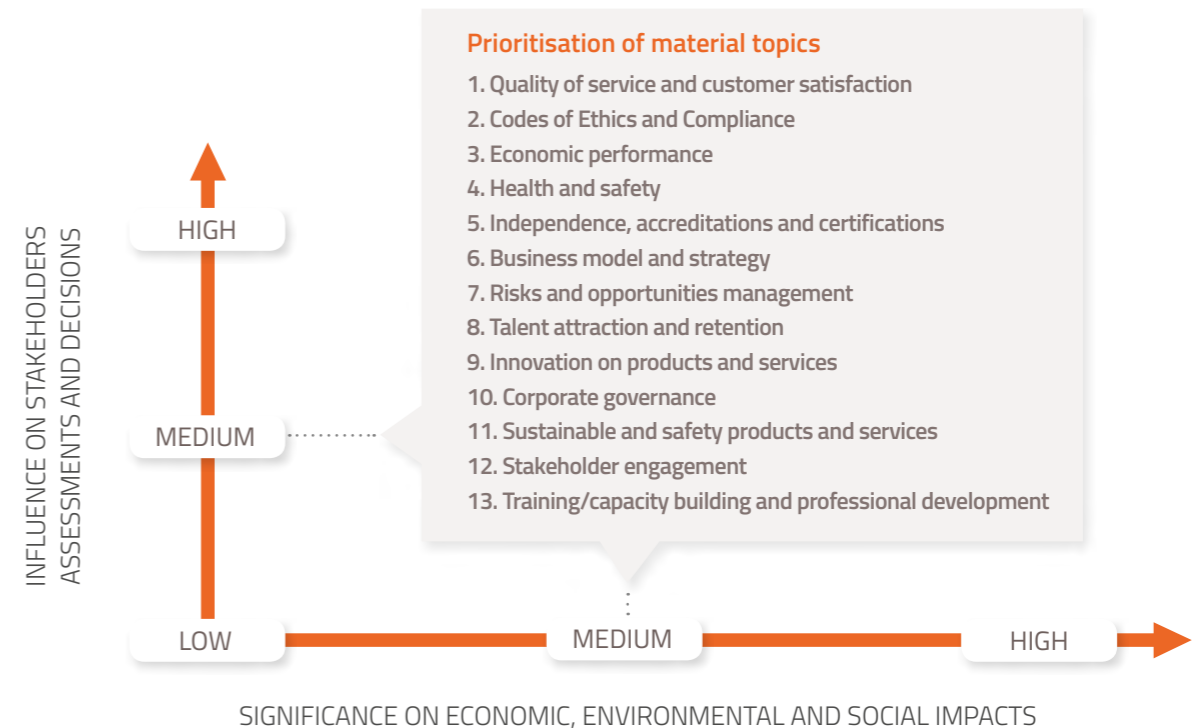 Prioritisation of material topics
1. Quality of service and customer satisfaction
2. Codes of Ethics and Compliance
3. Economic performance
4. Health and safety
5. Independence, accreditations and certifications
6. Business model and strategy
7. Risks and opportunities management
8. Talent attraction and retention
9. Innovation on products and services
10. Corporate governance
11. Sustainable and safety products and services
12. Stakeholder engagement
13. Training/capacity building and professional development
INFLUENCE ON STAKEHOLDERS
ASSESSMENTS AND DECISIONS
HIGH
MEDIUM
LOW
MEDIUM
HIGH
SIGNIFICANCE ON ECONOMIC, ENVIRONMENTAL AND SOCIAL IMPACTS